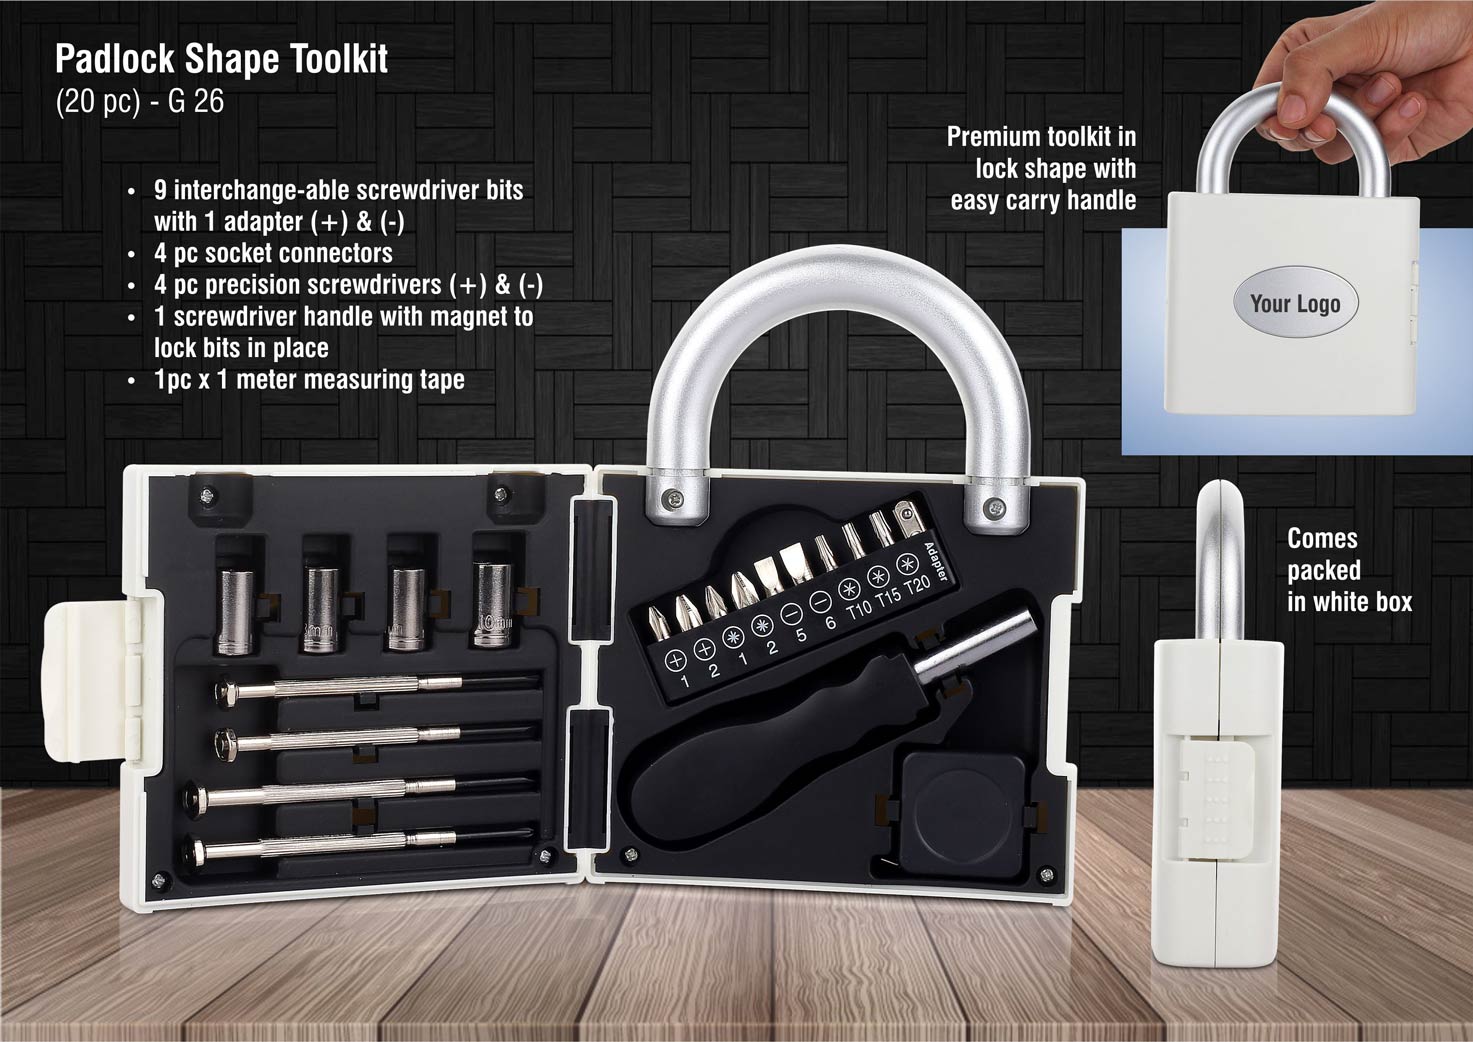 Padlock Shape Toolkit
(20 pc) - G 26
• 9 interchange-able screwdriver bits
with 1 adapter (+) & (-)
• 4 pc socket connectors
• 4 pc precision screwdrivers (+) & (-)
• 1 screwdriver handle with magnet to
lock bits in place
• 1pc x 1 meter measuring tape
Premium toolkit in
lock shape with
easy carry handle
Your Logo
Comes
packed
in white box
Adapter
1 2 1 2 5 6 T10 T15 T20